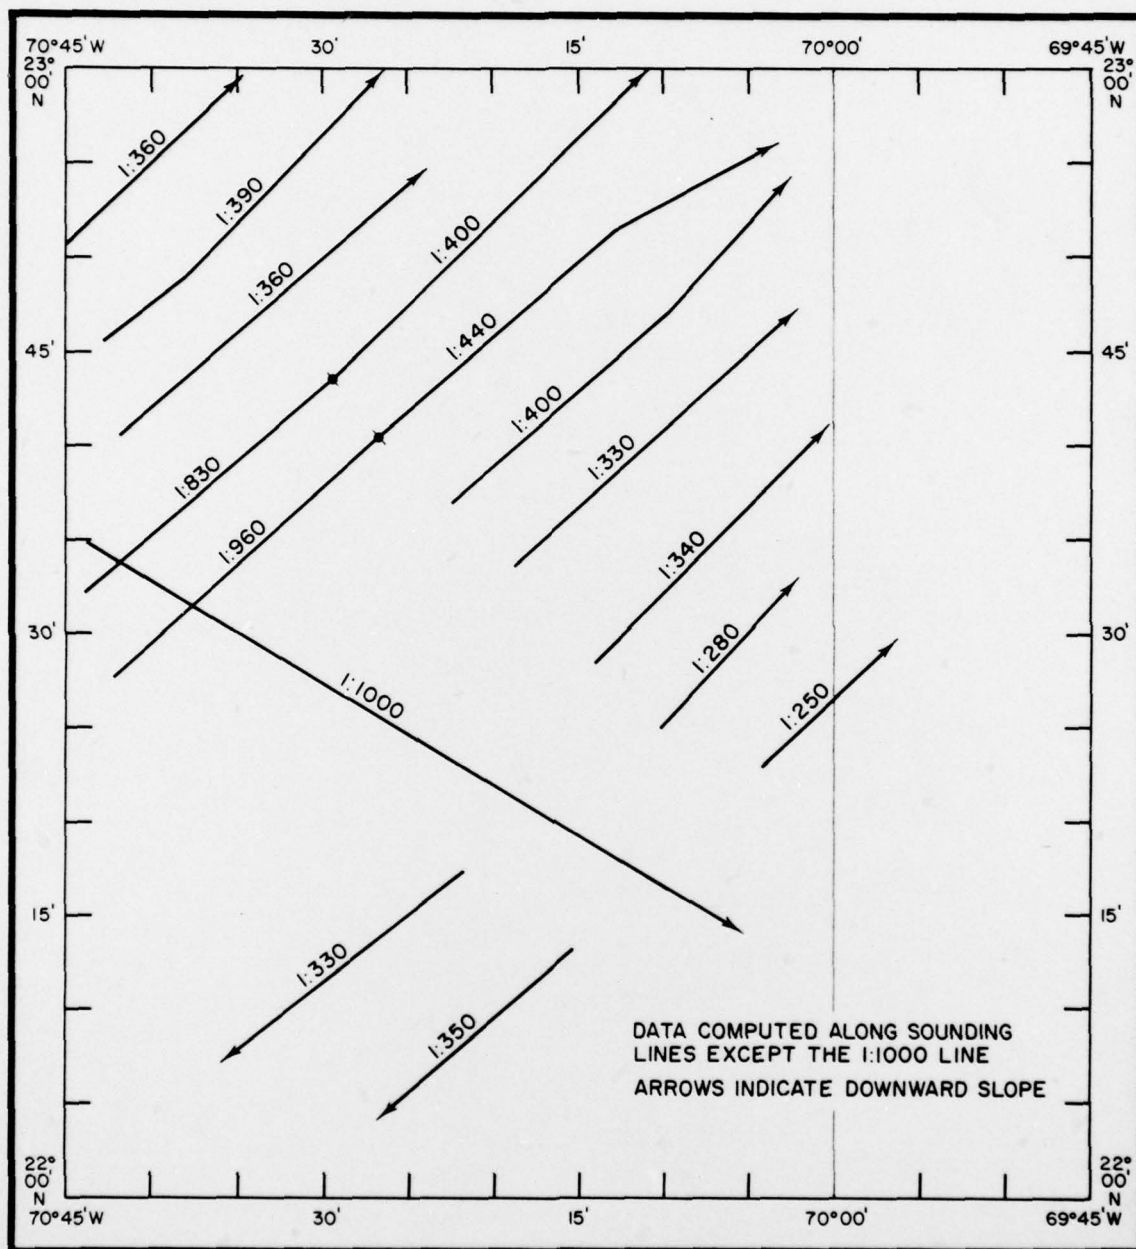 70°45'W 30' 15' 70°00' 69°45'W
23° 00' N
23° 00' N
1:360
1:390
1:360
1:400
1:440
45'
45'
1:400
1:330
1:830
1:960
1:340
30'
30'
1:280
1:1000
1:250
15'
15'
1:330
1:350
DATA COMPUTED ALONG SOUNDING
LINES EXCEPT THE 1:1000 LINE
ARROWS INDICATE DOWNWARD SLOPE
22° 00' N
22° 00' N
70°45'W 30' 15' 70°00' 69°45'W